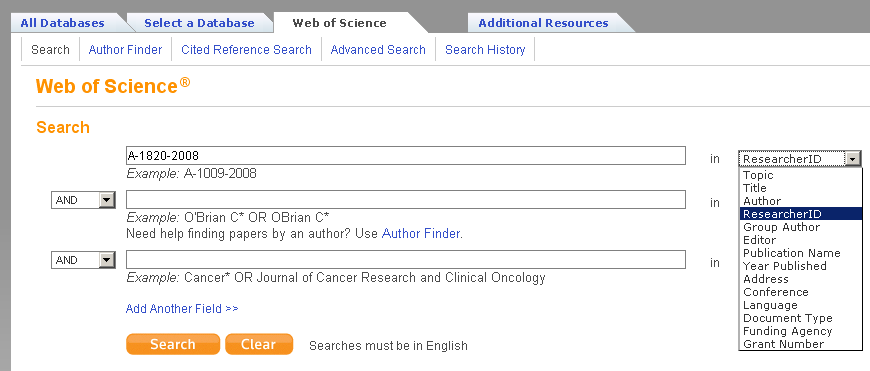 All Databases Select a Database Web of Science Additional Resources
Search Author Finder Cited Reference Search Advanced Search Search History
Web of Science®
Search
A-1820-2008 in ResearcherID
Example: A-1009-2008
AND in
Example: O'Brian C* OR OBrian C*
Need help finding papers by an author? Use Author Finder.
AND in
Example: Cancer* OR Journal of Cancer Research and Clinical Oncology
Add Another Field >>
Search Clear Searches must be in English
Topic
Title
Author
ResearcherID
Group Author
Editor
Publication Name
Year Published
Address
Conference
Language
Document Type
Funding Agency
Grant Number